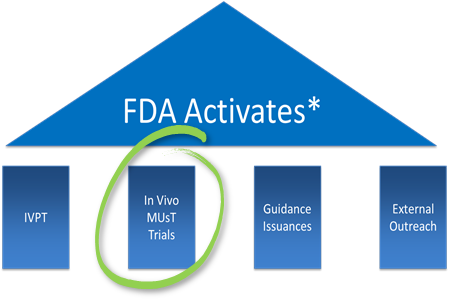 FDA Activates*
IVPT
In Vivo
MUsT
Trials
Guidance
Issuances
External
Outreach